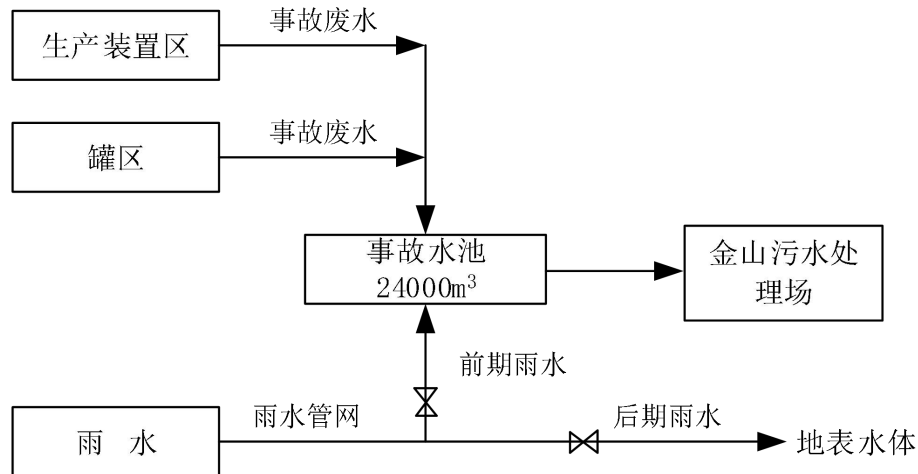 事故废水
生产装置区
事故废水
罐区
事故水池
24000m³
金山污水处
理场
前期雨水
雨水管网
后期雨水
雨 水
地表水体